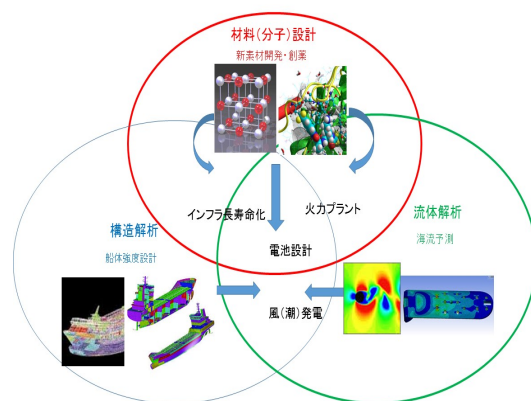 材料(分子)設計
新素材開発・創薬
インフラ長寿命化
火力プラント
構造解析
流体解析
船体強度設計
電池設計
海流予測
風(潮)発電